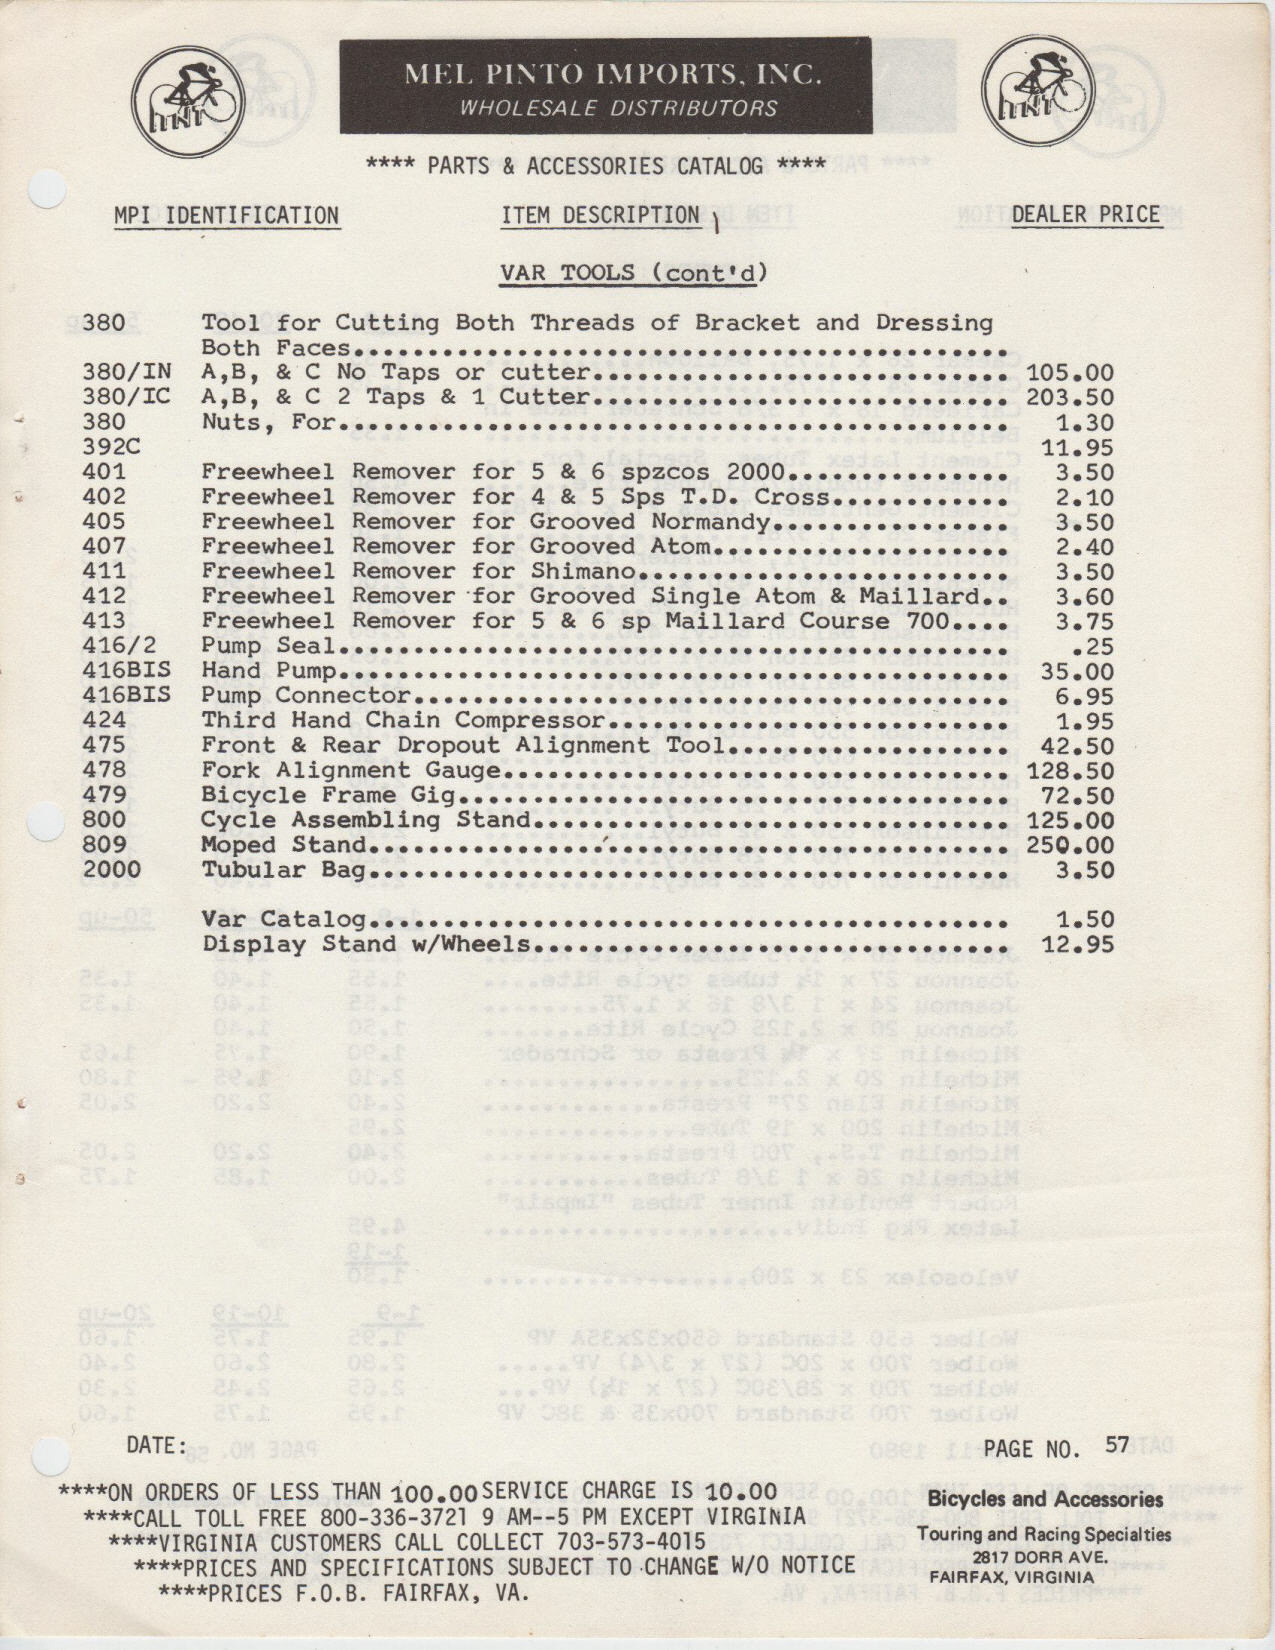 MEL PINTO IMPORTS, INC.
WHOLESALE DISTRIBUTORS
**** PARTS & ACCESSORIES CATALOG ****
MPI IDENTIFICATION ITEM DESCRIPTION DEALER PRICE
VAR TOOLS (cont'd)
380 Tool for Cutting Both Threads of Bracket and Dressing
Both Faces............................................
380/IN A,B, & C No Taps or cutter............................ 105.00
380/IC A,B, & C 2 Taps & 1 Cutter............................ 203.50
380 Nuts, For............................................. 1.30
392C 11.95
401 Freewheel Remover for 5 & 6 spzcos 2000............... 3.50
402 Freewheel Remover for 4 & 5 Sps T.D. Cross............ 2.10
405 Freewheel Remover for Grooved Normandy................ 3.50
407 Freewheel Remover for Grooved Atom.................... 2.40
411 Freewheel Remover for Shimano......................... 3.50
412 Freewheel Remover for Grooved Single Atom & Maillard.. 3.60
413 Freewheel Remover for 5 & 6 sp Maillard Course 700.... 3.75
416/2 Pump Seal............................................. .25
416BIS Hand Pump............................................. 35.00
416BIS Pump Connector........................................ 6.95
424 Third Hand Chain Compressor........................... 1.95
475 Front & Rear Dropout Alignment Tool................... 42.50
478 Fork Alignment Gauge.................................. 128.50
479 Bicycle Frame Gig..................................... 72.50
800 Cycle Assembling Stand................................ 125.00
809 Moped Stand........................................... 250.00
2000 Tubular Bag........................................... 3.50
Var Catalog........................................... 1.50
Display Stand w/Wheels................................ 12.95
DATE: PAGE NO. 57
****ON ORDERS OF LESS THAN 100.00 SERVICE CHARGE IS 10.00
****CALL TOLL FREE 800-336-3721 9 AM--5 PM EXCEPT VIRGINIA
****VIRGINIA CUSTOMERS CALL COLLECT 703-573-4015
****PRICES AND SPECIFICATIONS SUBJECT TO CHANGE W/O NOTICE
****PRICES F.O.B. FAIRFAX, VA.
Bicycles and Accessories
Touring and Racing Specialties
2817 DORR AVE.
FAIRFAX, VIRGINIA